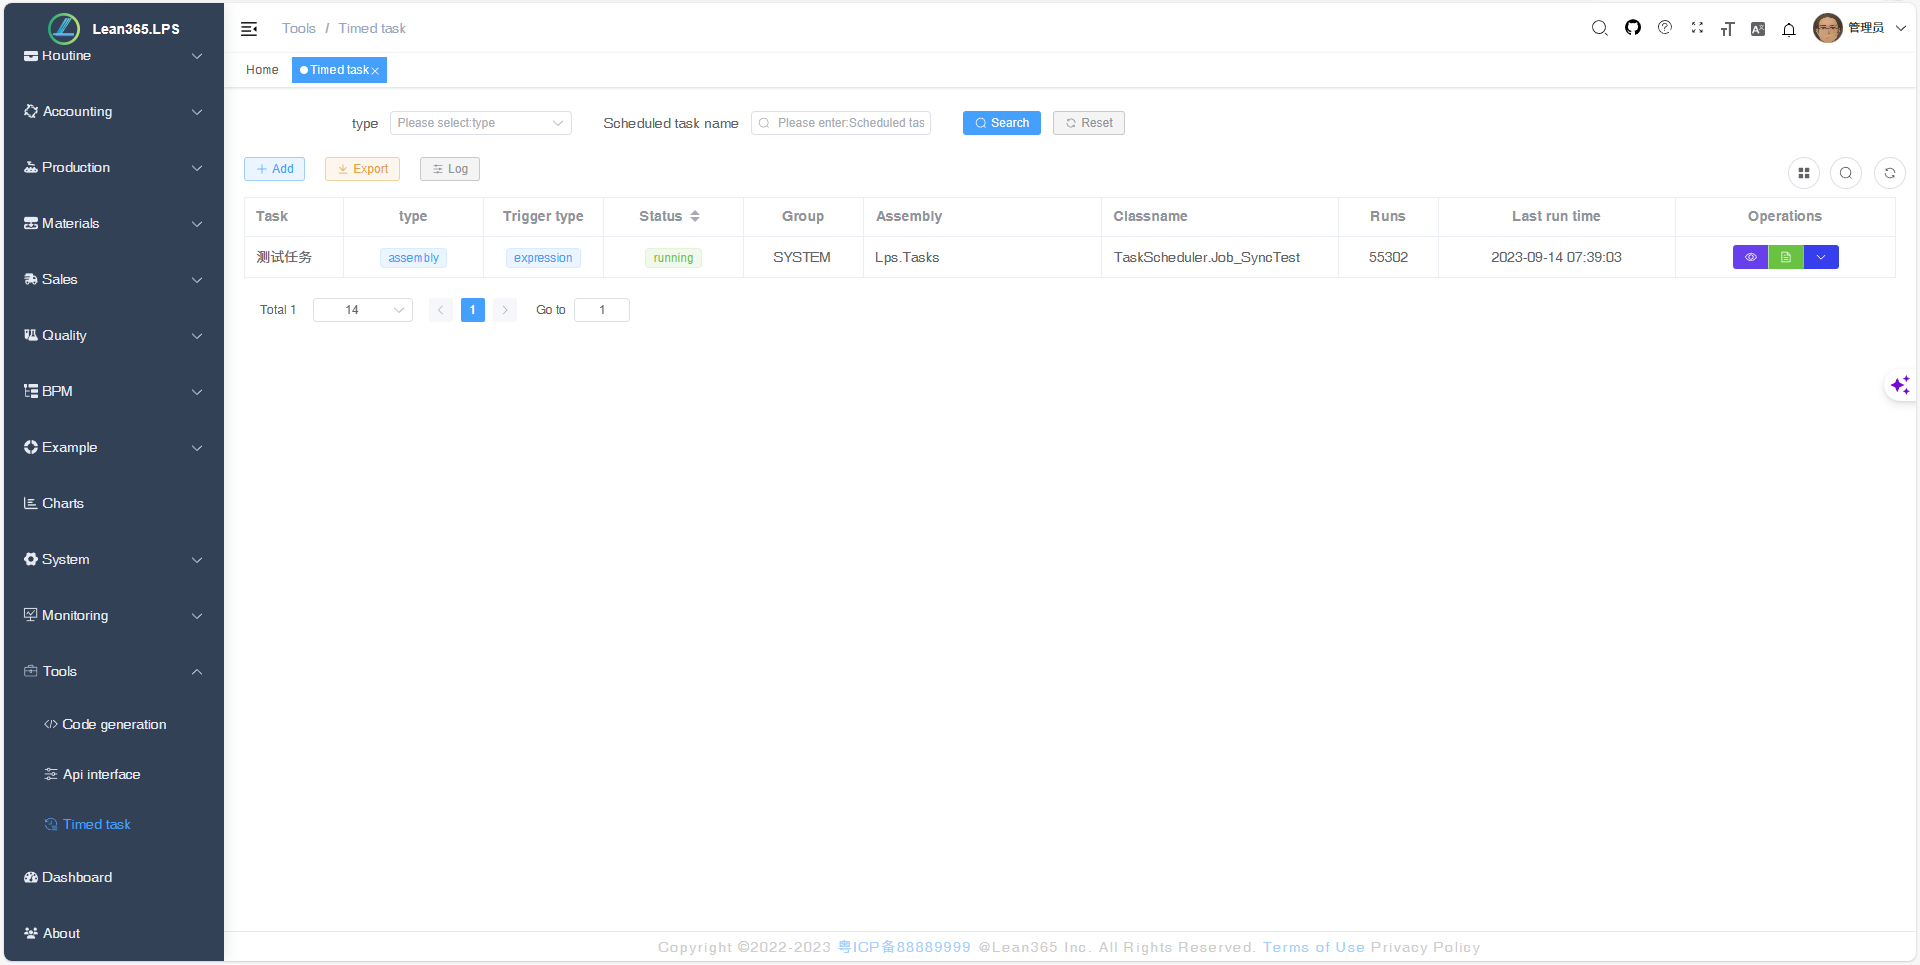 Lean365.LPS
Routine
Accounting
Production
Materials
Sales
Quality
BPM
Example
Charts
System
Monitoring
Tools
Code generation
Api interface
Timed task
Dashboard
About
Tools / Timed task
管理员
Home
Timed task
type
Please select:type
Scheduled task name
Please enter:Scheduled tas
Search
Reset
Add
Export
Log
Task type Trigger type Status Group Assembly Classname Runs Last run time Operations
测试任务 assembly expression running SYSTEM Lps.Tasks TaskScheduler.Job_SyncTest 55302 2023-09-14 07:39:03
Total 1 14 1 Go to 1
Copyright ©2022-2023 粤ICP备88889999 @Lean365 Inc. All Rights Reserved. Terms of Use Privacy Policy